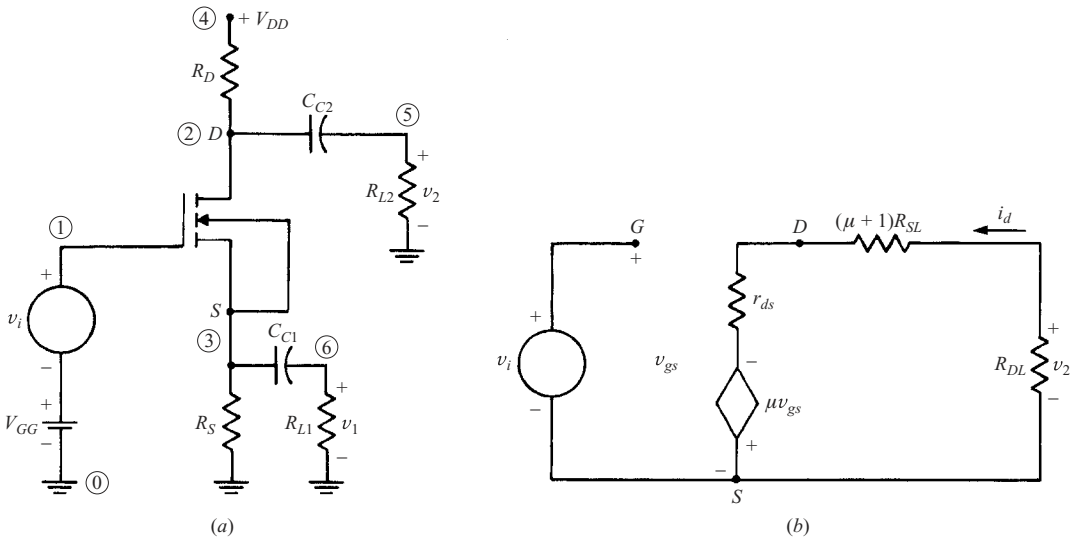 ④ + V_DD
R_D
C_C2
⑤
② D
+
R_L2 v_2
−
①
+
v_i
−
S
③ C_C1 ⑥
+
V_GG
−
R_S
+
R_L1 v_1
−
⓪
(a)
G
+
D
(μ + 1)R_SL
i_d
r_ds
+
v_i
−
v_gs
−
μv_gs
+
−
S
+
R_DL v_2
−
(b)